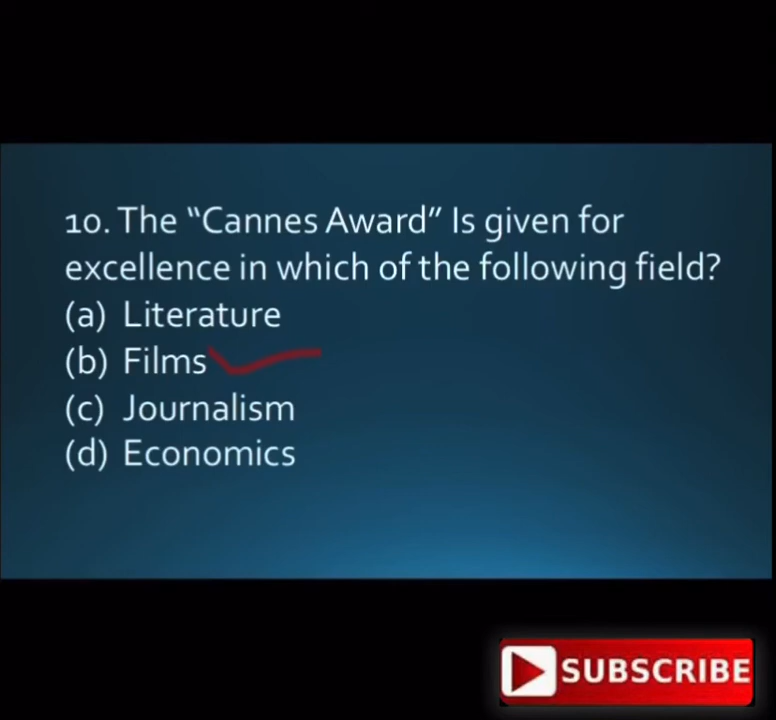 10. The “Cannes Award” Is given for
excellence in which of the following field?
(a) Literature
(b) Films
(c) Journalism
(d) Economics
SUBSCRIBE